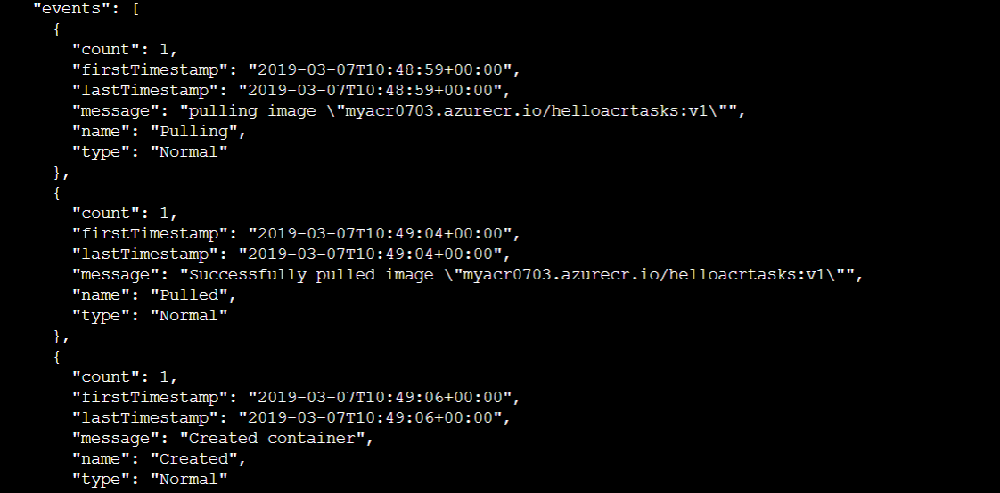 "events": [
{
"count": 1,
"firstTimestamp": "2019-03-07T10:48:59+00:00",
"lastTimestamp": "2019-03-07T10:48:59+00:00",
"message": "pulling image \"myacr0703.azurecr.io/helloacrtasks:v1\"",
"name": "Pulling",
"type": "Normal"
},
{
"count": 1,
"firstTimestamp": "2019-03-07T10:49:04+00:00",
"lastTimestamp": "2019-03-07T10:49:04+00:00",
"message": "Successfully pulled image \"myacr0703.azurecr.io/helloacrtasks:v1\"",
"name": "Pulled",
"type": "Normal"
},
{
"count": 1,
"firstTimestamp": "2019-03-07T10:49:06+00:00",
"lastTimestamp": "2019-03-07T10:49:06+00:00",
"message": "Created container",
"name": "Created",
"type": "Normal"